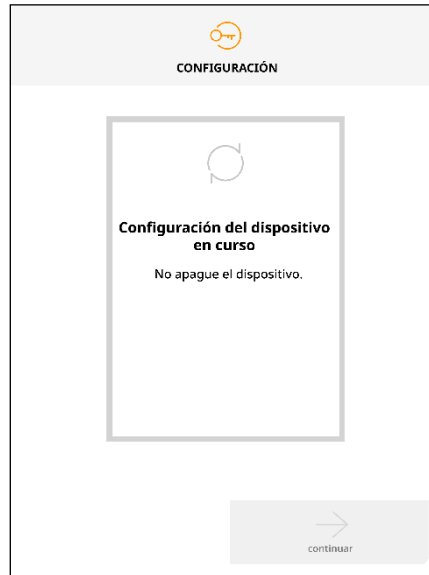 CONFIGURACIÓN
Configuración del dispositivo
en curso
No apague el dispositivo.
continuar